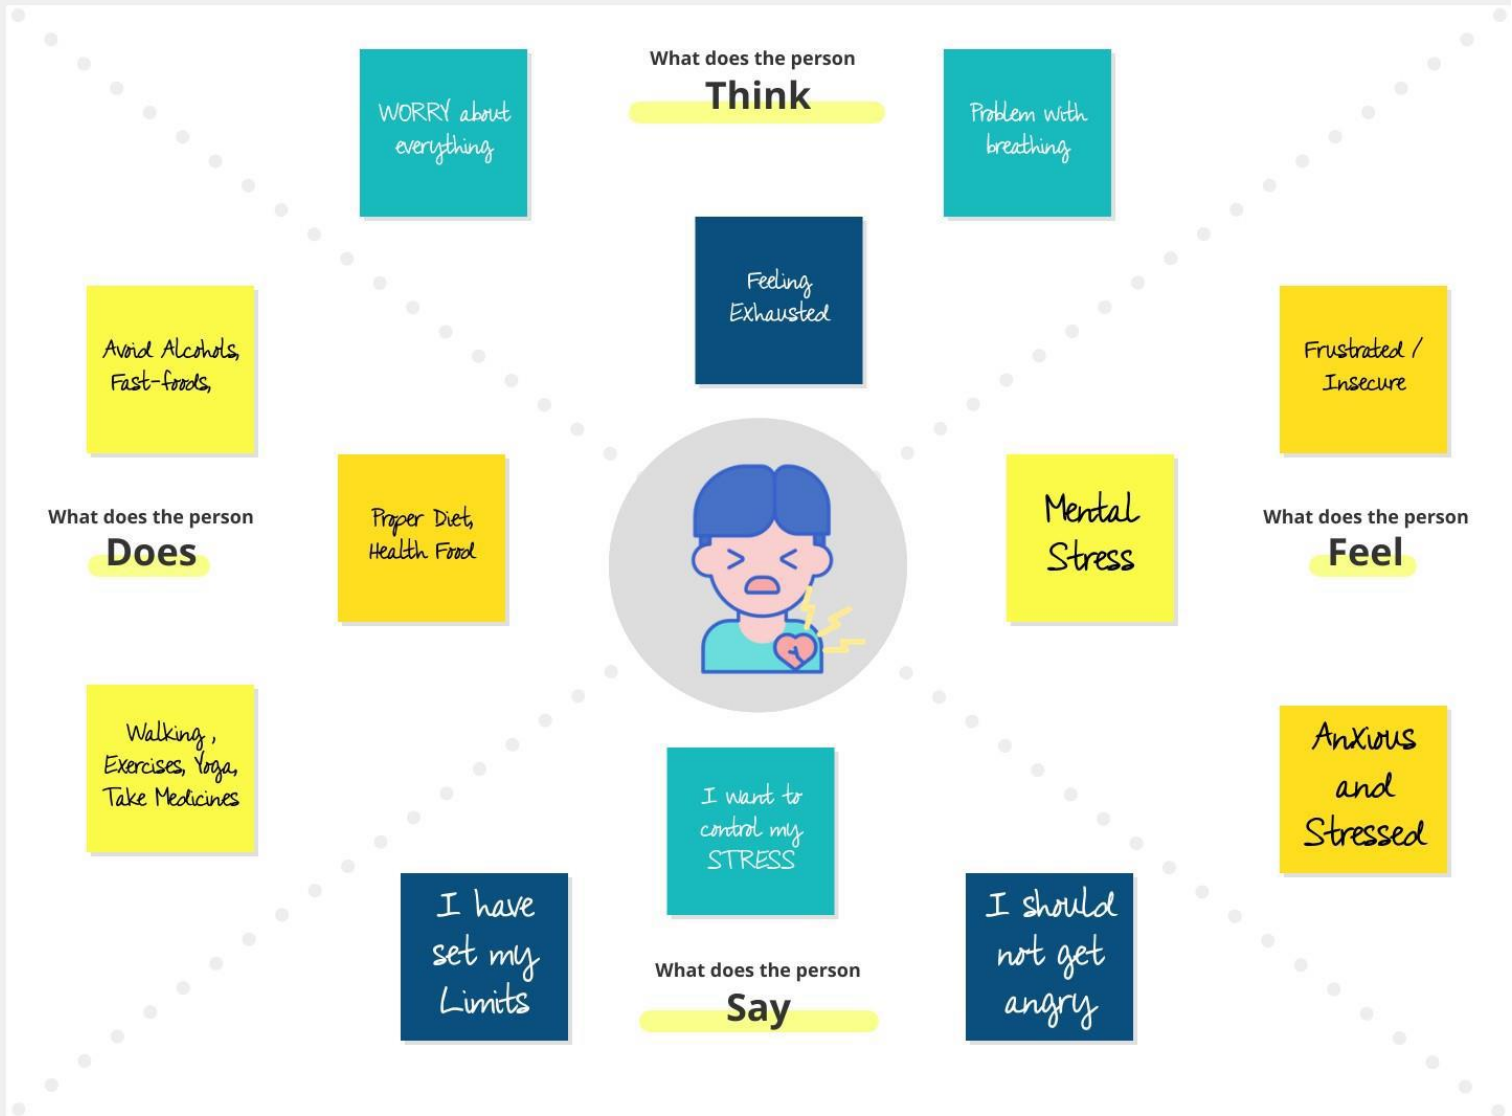 What does the person
Think
WORRY about
everything
Problem with
breathing
Feeling
Exhausted
Avoid Alcohols,
Fast-foods,
What does the person
Does
Proper Diet,
Health Food
Walking,
Exercises, Yoga,
Take Medicines
Frustrated /
Insecure
Mental
Stress
What does the person
Feel
Anxious
and
Stressed
I want to
control my
STRESS
I have
set my
Limits
I should
not get
angry
What does the person
Say